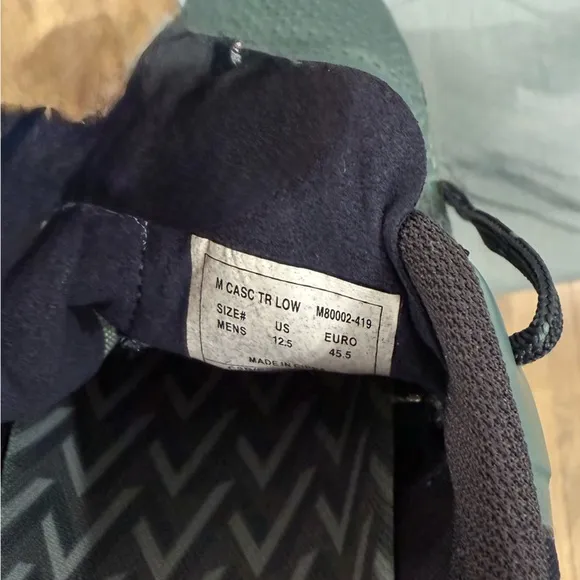 M CASC TR LOW M80002-419
SIZE# US EURO
MENS 12.5 45.5
MADE IN